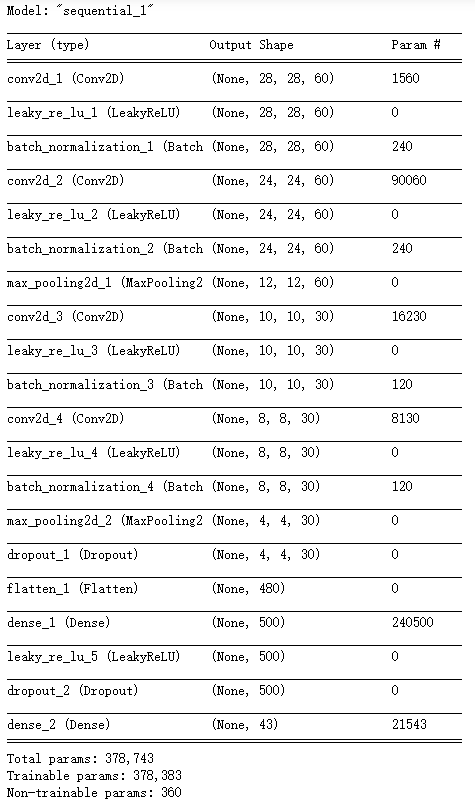 Model: "sequential_1"
Layer (type) Output Shape Param #
conv2d_1 (Conv2D) (None, 28, 28, 60) 1560
leaky_re_lu_1 (LeakyReLU) (None, 28, 28, 60) 0
batch_normalization_1 (Batch (None, 28, 28, 60) 240
conv2d_2 (Conv2D) (None, 24, 24, 60) 90060
leaky_re_lu_2 (LeakyReLU) (None, 24, 24, 60) 0
batch_normalization_2 (Batch (None, 24, 24, 60) 240
max_pooling2d_1 (MaxPooling2 (None, 12, 12, 60) 0
conv2d_3 (Conv2D) (None, 10, 10, 30) 16230
leaky_re_lu_3 (LeakyReLU) (None, 10, 10, 30) 0
batch_normalization_3 (Batch (None, 10, 10, 30) 120
conv2d_4 (Conv2D) (None, 8, 8, 30) 8130
leaky_re_lu_4 (LeakyReLU) (None, 8, 8, 30) 0
batch_normalization_4 (Batch (None, 8, 8, 30) 120
max_pooling2d_2 (MaxPooling2 (None, 4, 4, 30) 0
dropout_1 (Dropout) (None, 4, 4, 30) 0
flatten_1 (Flatten) (None, 480) 0
dense_1 (Dense) (None, 500) 240500
leaky_re_lu_5 (LeakyReLU) (None, 500) 0
dropout_2 (Dropout) (None, 500) 0
dense_2 (Dense) (None, 43) 21543
Total params: 378,743
Trainable params: 378,383
Non-trainable params: 360